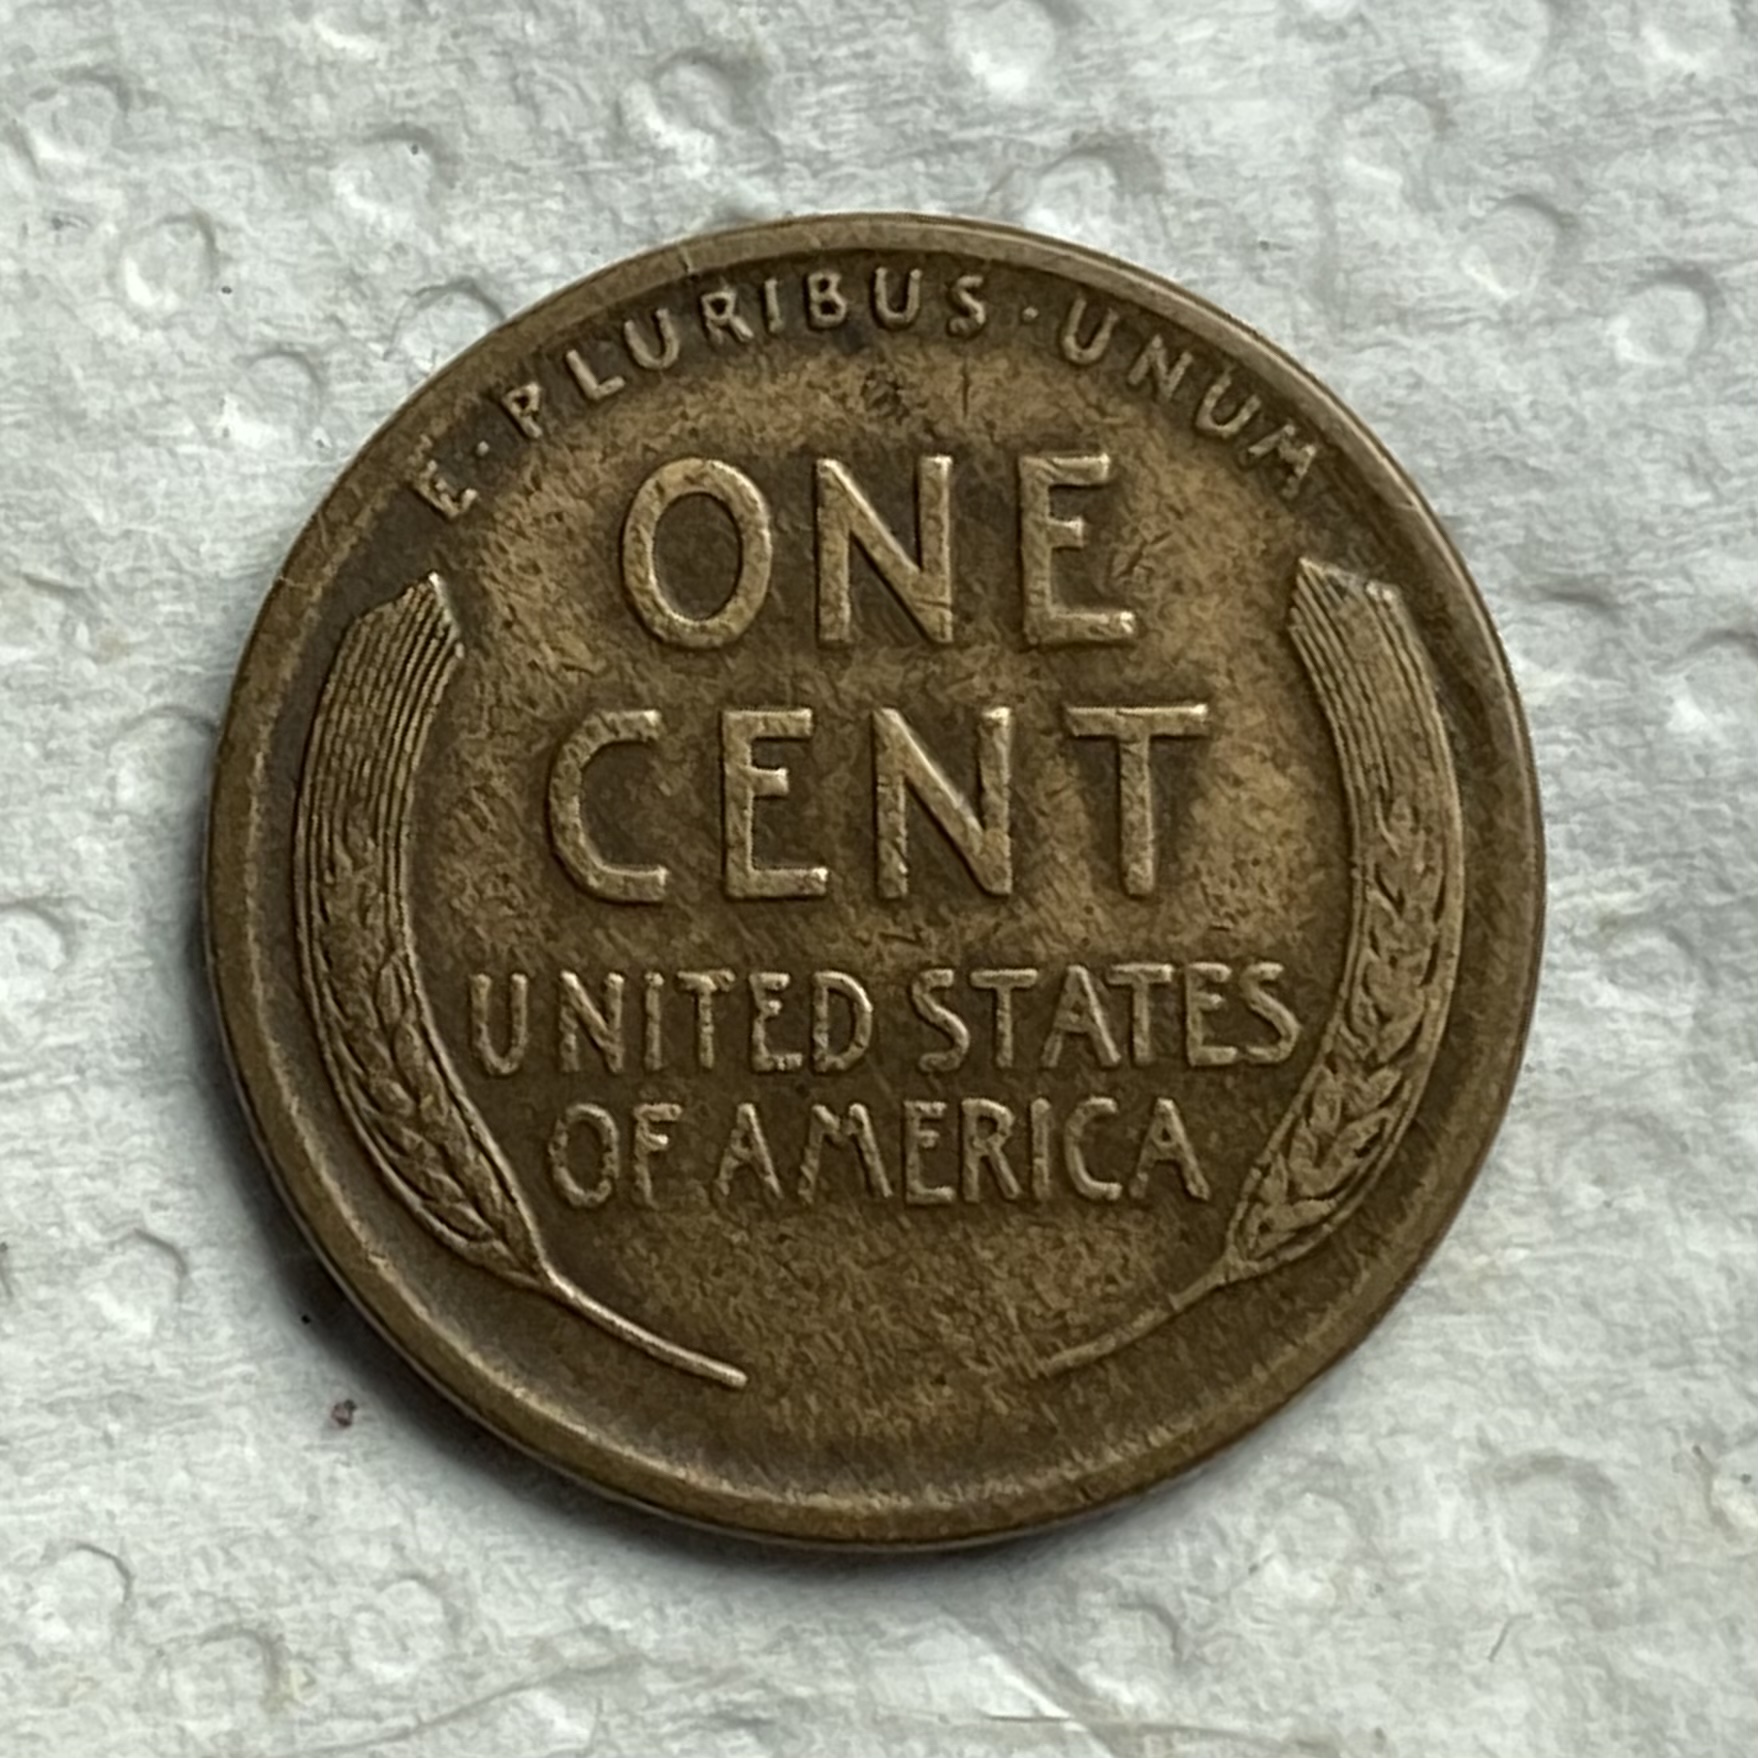 E·PLURIBUS·UNUM
ONE
CENT
UNITED STATES
OF AMERICA